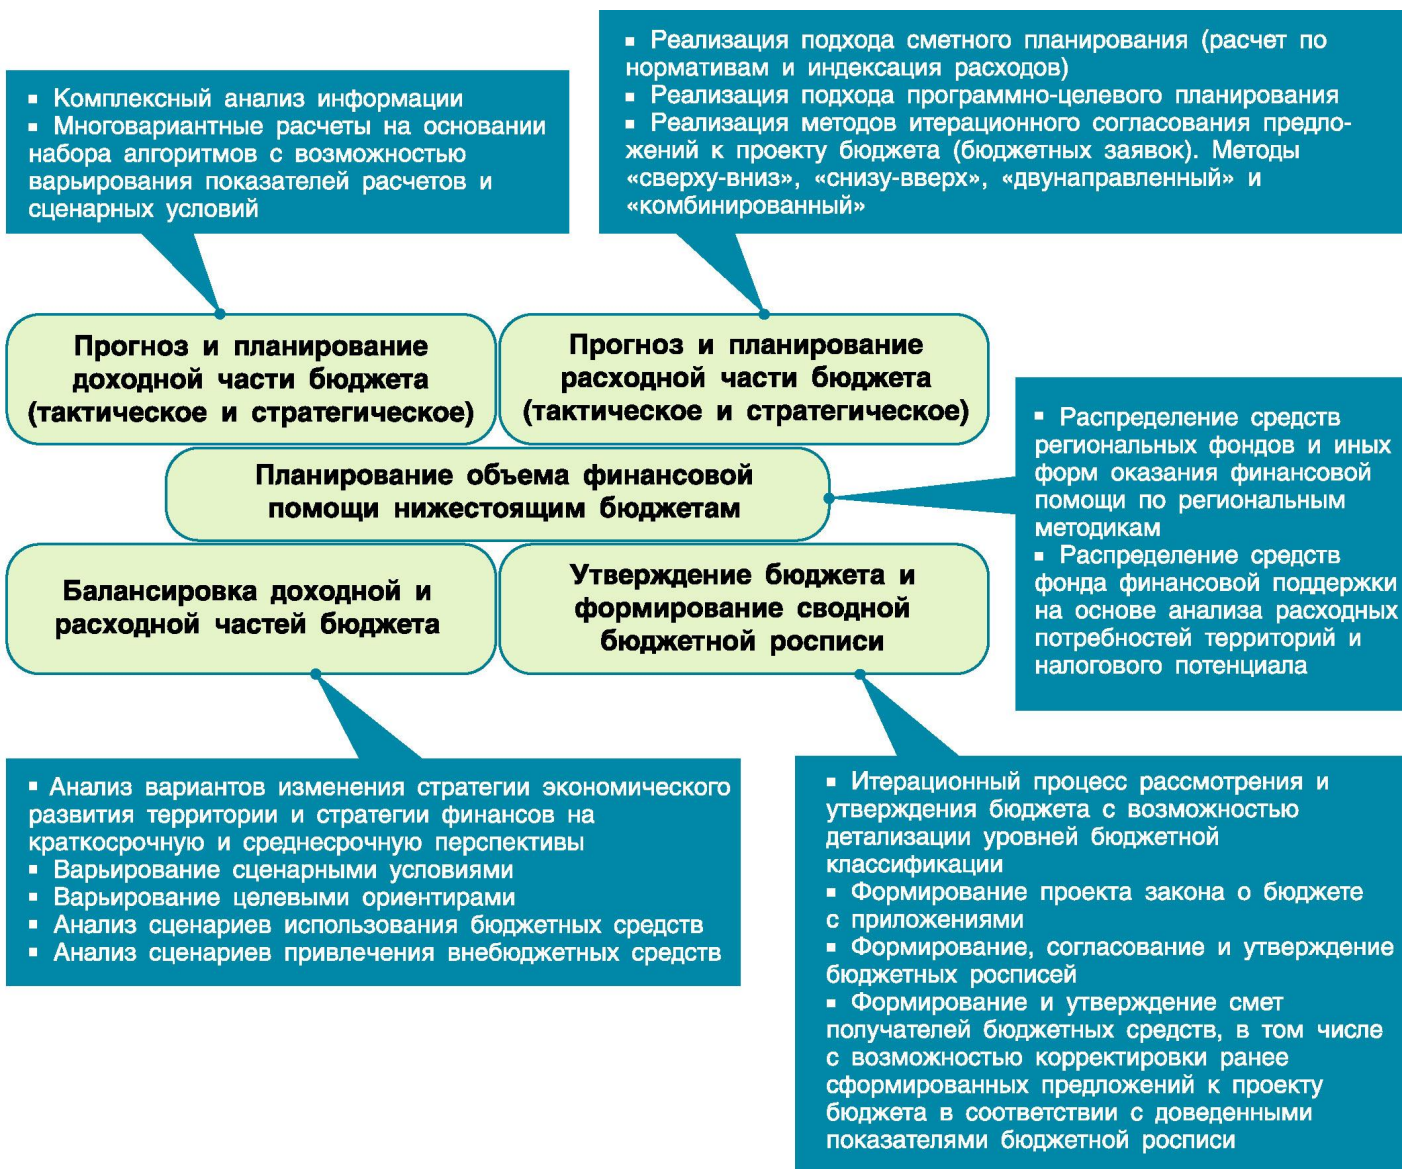 ▪ Комплексный анализ информации
▪ Многовариантные расчеты на основании
набора алгоритмов с возможностью
варьирования показателей расчетов и
сценарных условий
▪ Реализация подхода сметного планирования (расчет по
нормативам и индексация расходов)
▪ Реализация подхода программно-целевого планирования
▪ Реализация методов итерационного согласования предло-
жений к проекту бюджета (бюджетных заявок). Методы
«сверху-вниз», «снизу-вверх», «двунаправленный» и
«комбинированный»
Прогноз и планирование
доходной части бюджета
(тактическое и стратегическое)
Прогноз и планирование
расходной части бюджета
(тактическое и стратегическое)
Планирование объема финансовой
помощи нижестоящим бюджетам
▪ Распределение средств
региональных фондов и иных
форм оказания финансовой
помощи по региональным
методикам
▪ Распределение средств
фонда финансовой поддержки
на основе анализа расходных
потребностей территорий и
налогового потенциала
Балансировка доходной и
расходной частей бюджета
Утверждение бюджета и
формирование сводной
бюджетной росписи
▪ Анализ вариантов изменения стратегии экономического
развития территории и стратегии финансов на
краткосрочную и среднесрочную перспективы
▪ Варьирование сценарными условиями
▪ Варьирование целевыми ориентирами
▪ Анализ сценариев использования бюджетных средств
▪ Анализ сценариев привлечения внебюджетных средств
▪ Итерационный процесс рассмотрения и
утверждения бюджета с возможностью
детализации уровней бюджетной
классификации
▪ Формирование проекта закона о бюджете
с приложениями
▪ Формирование, согласование и утверждение
бюджетных росписей
▪ Формирование и утверждение смет
получателей бюджетных средств, в том числе
с возможностью корректировки ранее
сформированных предложений к проекту
бюджета в соответствии с доведенными
показателями бюджетной росписи